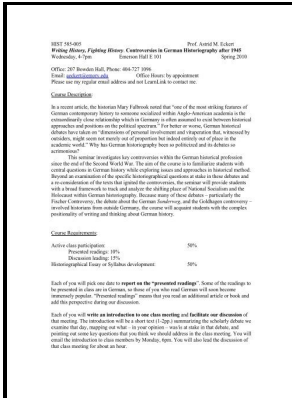 HIST 585-005 Prof. Astrid M. Eckert
Writing History, Fighting History. Controversies in German Historiography after 1945
Wednesday, 4-7pm Emerson Hall E 101 Spring 2010
Office: 207 Bowden Hall, Phone: 404-727 1096
Email: aeckert@emory.edu Office Hours: by appointment
Please use my regular email address and not LearnLink to contact me.
Course Description:
In a recent article, the historian Mary Fulbrook noted that "one of the most striking features of
German contemporary history to someone socialised within Anglo-American academia is the
extraordinarily close relationship which in Germany is often assumed to exist between historical
approaches and positions on the political spectrum." For better or worse, German historical
debates have taken on "dimensions of personal involvement and vituperation that, witnessed by
outsiders, might seem not merely out of proportion but indeed entirely out of place in the
academic world." Why has German historiography been so politicized and its debates so
acrimonious?
This seminar investigates key controversies within the German historical profession
since the end of the Second World War. The aim of the course is to familiarize students with
central questions in German history while exploring issues and approaches in historical method.
Beyond an examination of the specific historiographical questions at stake in these debates and
a re-consideration of the texts that ignited the controversies, the seminar will provide students
with a broad framework to track and analyze the shifting place of National Socialism and the
Holocaust within German historiography. Because many of these debates – particularly the
Fischer Controversy, the debate about the German Sonderweg, and the Goldhagen controversy –
involved historians from outside Germany, the course will acquaint students with the complex
positionality of writing and thinking about German history.
Course Requirements:
Active class participation: 50%
Presented readings: 10%
Discussion leading: 15%
Historiographical Essay or Syllabus development: 50%
Each of you will pick one date to report on the "presented readings". Some of the readings to
be presented in class are in German, so those of you who read German will soon become
immensely popular. "Presented readings" means that you read an additional article or book and
add this perspective during our discussion.
Each of you will write an introduction to one class meeting and facilitate our discussion of
that meeting. The introduction will be a short text (1-2pp.) summarizing the scholarly debate we
examine that day, mapping out what – in your opinion – was/is at stake in that debate, and
pointing out some key questions that you think we should address in the class meeting. You will
email the introduction to class members by Monday, 6pm. You will also lead the discussion of
that class meeting for about an hour.